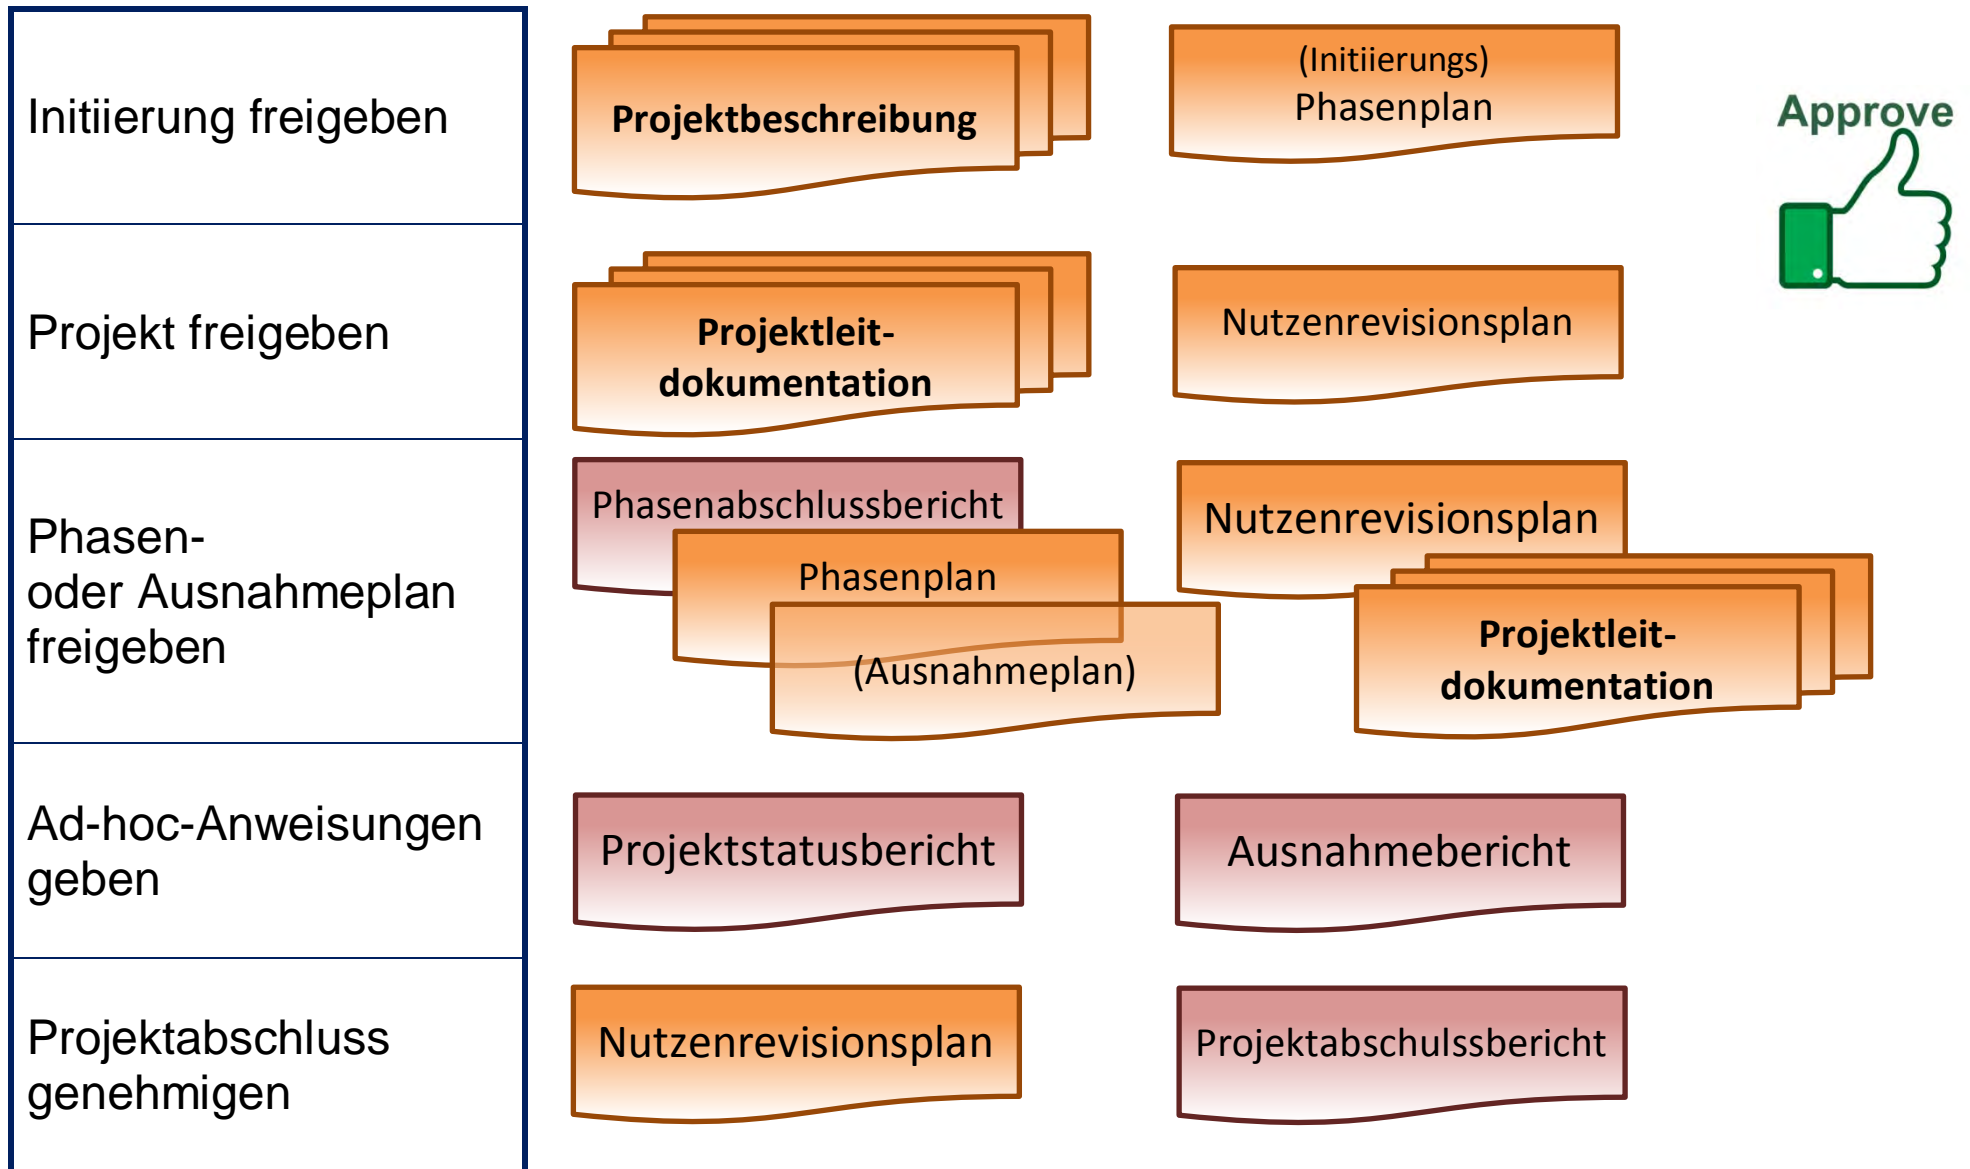 Initiierung freigeben
Projektbeschreibung
(Initiierungs)
Phasenplan
Approve
Projekt freigeben
Projektleit-
dokumentation
Nutzenrevisionsplan
Phasen-
oder Ausnahmeplan
freigeben
Phasenabschlussbericht
Phasenplan
(Ausnahmeplan)
Nutzenrevisionsplan
Projektleit-
dokumentation
Ad-hoc-Anweisungen
geben
Projektstatusbericht
Ausnahmebericht
Projektabschluss
genehmigen
Nutzenrevisionsplan
Projektabschulssbericht